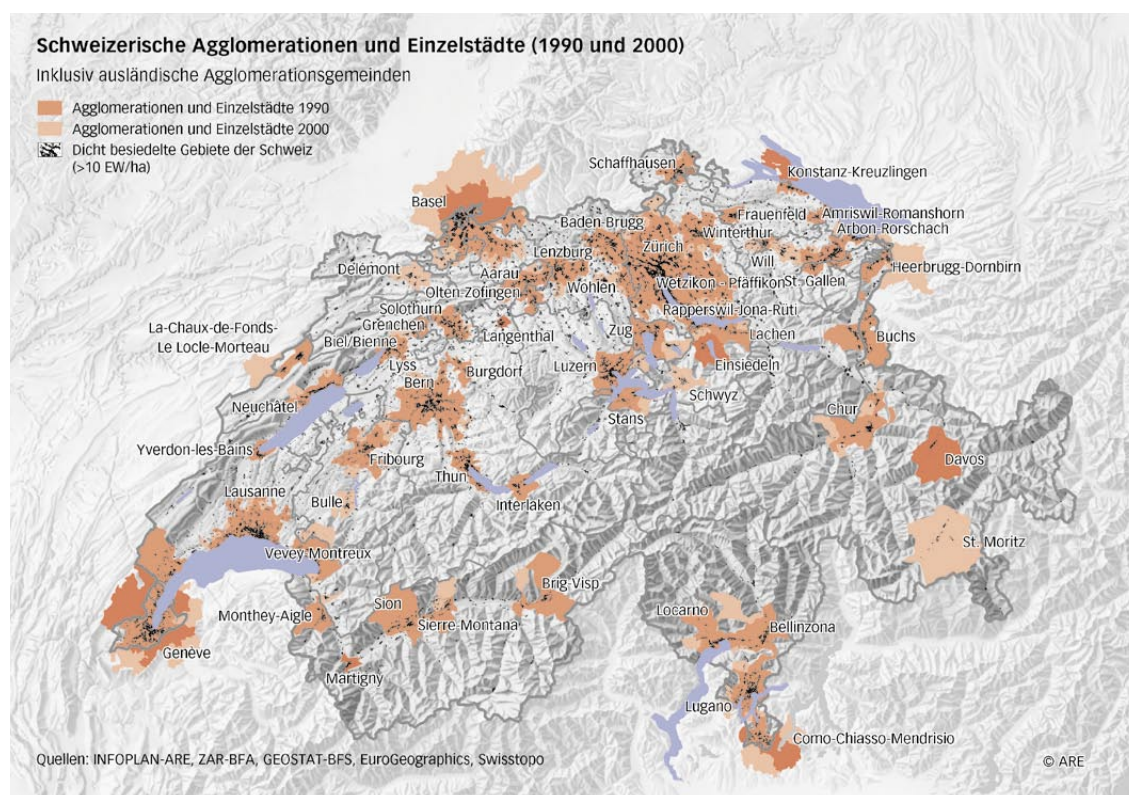 Schweizerische Agglomerationen und Einzelstädte (1990 und 2000)
Inklusiv ausländische Agglomerationsgemeinden
Agglomerationen und Einzelstädte 1990
Agglomerationen und Einzelstädte 2000
Dicht besiedelte Gebiete der Schweiz
(>10 EW/ha)
Schaffhausen
Konstanz-Kreuzlingen
Basel
Baden-Brugg
Frauenfeld
Amriswil-Romanshorn
Winterthur
Arbon-Rorschach
Lenzburg
Zürich
Will
Delémont
Aarau
Heerbrugg-Dornbirn
Olten-Zofingen
Wohlen
Wetzikon - Pfäffikon
St. Gallen
Solothurn
Rapperswil-Jona-Ruti
La-Chaux-de-Fonds-
Le Locle-Morteau
Grenchen
Langenthal
Zug
Lachen
Biel/Bienne
Buchs
Lyss
Burgdorf
Luzern
Einsiedeln
Bern
Schwyz
Neuchâtel
Stans
Chur
Yverdon-les-Bains
Fribourg
Davos
Thun
Lausanne
Bulle
Interlaken
St. Moritz
Vevey-Montreux
Brig-Visp
Monthey-Aigle
Sion
Locarno
Sierre-Montana
Bellinzona
Genève
Martigny
Lugano
Como-Chiasso-Mendrisio
Quellen: INFOPLAN-ARE, ZAR-BFA, GEOSTAT-BFS, EuroGeographics, Swisstopo
© ARE